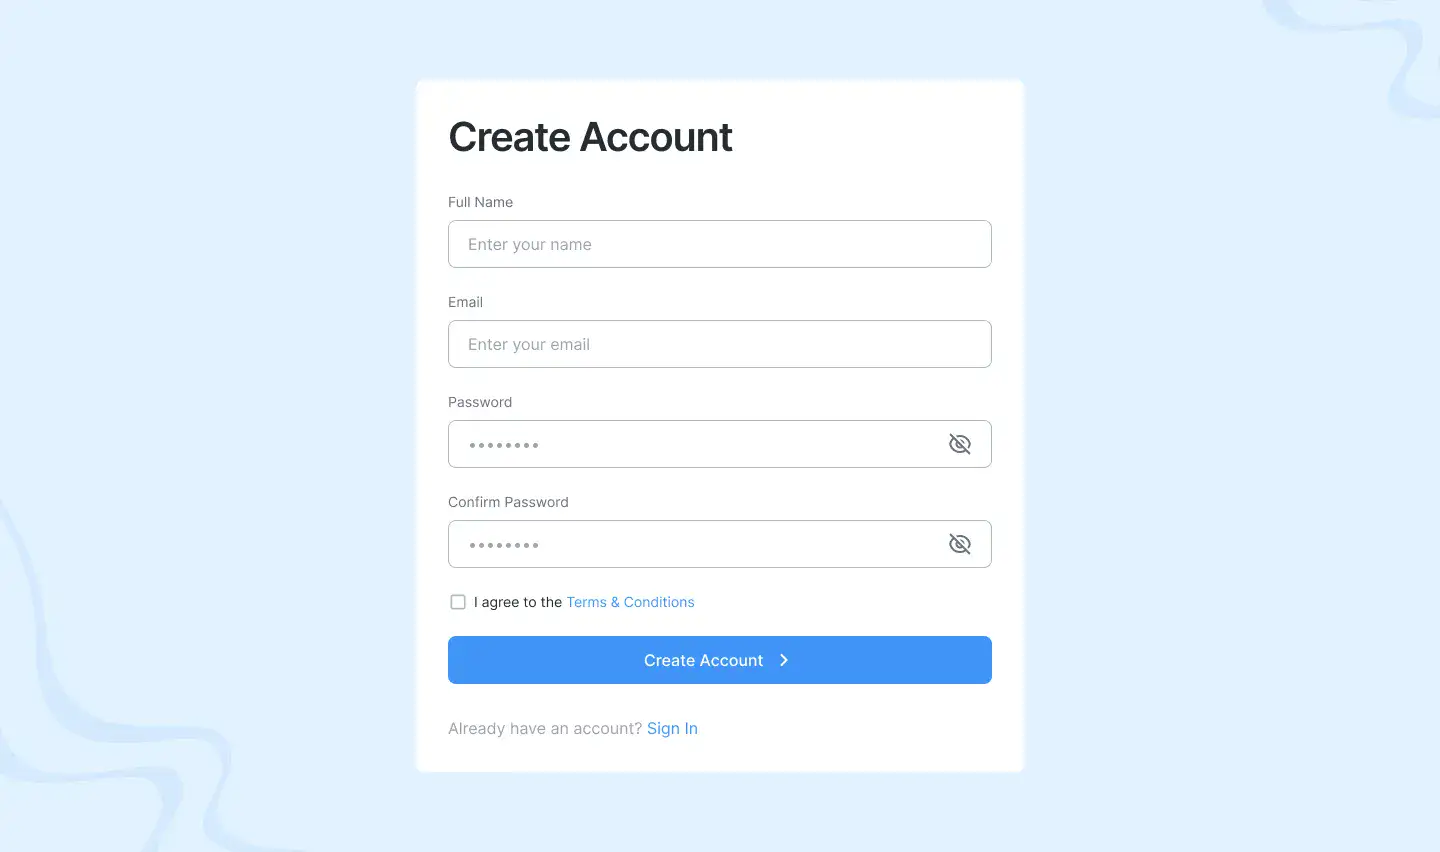 Create Account
Full Name
Enter your name
Email
Enter your email
Password
••••••••
Confirm Password
••••••••
I agree to the Terms & Conditions
Create Account
Already have an account? Sign In